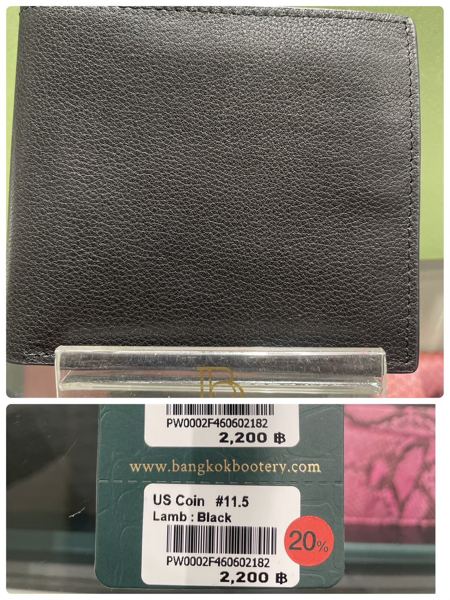 PW0002F460602182
2,200 ฿
www.bangkokbootery.com
US Coin #11.5
Lamb : Black
PW0002F460602182
2,200 ฿
20%